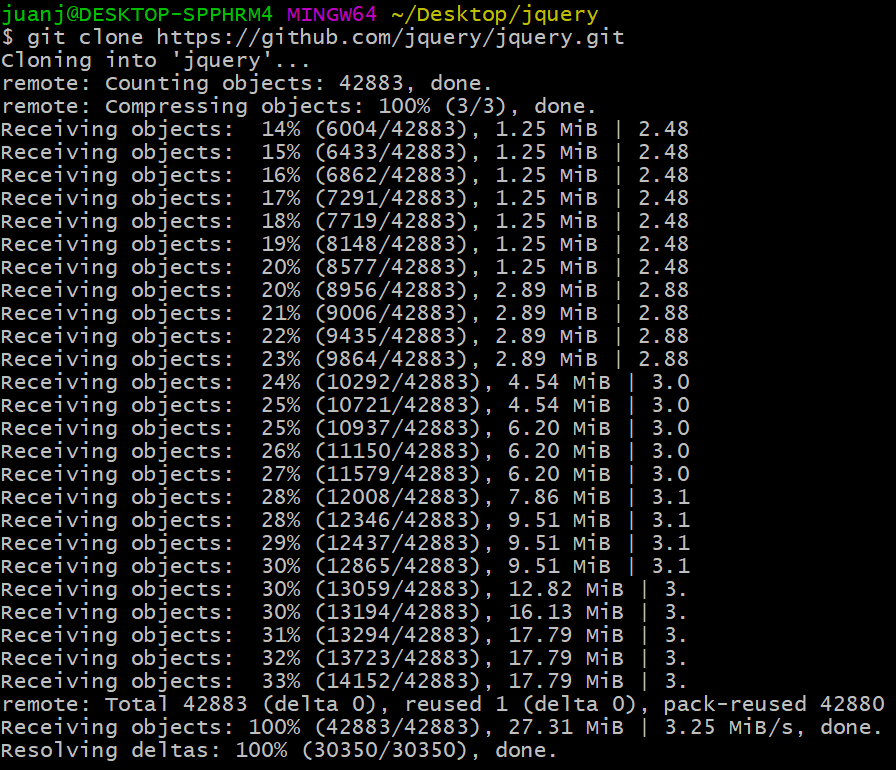 juanj@DESKTOP-SPPHRM4 MINGW64 ~/Desktop/jquery
$ git clone https://github.com/jquery/jquery.git
Cloning into 'jquery'...
remote: Counting objects: 42883, done.
remote: Compressing objects: 100% (3/3), done.
Receiving objects:  14% (6004/42883), 1.25 MiB | 2.48
Receiving objects:  15% (6433/42883), 1.25 MiB | 2.48
Receiving objects:  16% (6862/42883), 1.25 MiB | 2.48
Receiving objects:  17% (7291/42883), 1.25 MiB | 2.48
Receiving objects:  18% (7719/42883), 1.25 MiB | 2.48
Receiving objects:  19% (8148/42883), 1.25 MiB | 2.48
Receiving objects:  20% (8577/42883), 1.25 MiB | 2.48
Receiving objects:  20% (8956/42883), 2.89 MiB | 2.88
Receiving objects:  21% (9006/42883), 2.89 MiB | 2.88
Receiving objects:  22% (9435/42883), 2.89 MiB | 2.88
Receiving objects:  23% (9864/42883), 2.89 MiB | 2.88
Receiving objects:  24% (10292/42883), 4.54 MiB | 3.0
Receiving objects:  25% (10721/42883), 4.54 MiB | 3.0
Receiving objects:  25% (10937/42883), 6.20 MiB | 3.0
Receiving objects:  26% (11150/42883), 6.20 MiB | 3.0
Receiving objects:  27% (11579/42883), 6.20 MiB | 3.0
Receiving objects:  28% (12008/42883), 7.86 MiB | 3.1
Receiving objects:  28% (12346/42883), 9.51 MiB | 3.1
Receiving objects:  29% (12437/42883), 9.51 MiB | 3.1
Receiving objects:  30% (12865/42883), 9.51 MiB | 3.1
Receiving objects:  30% (13059/42883), 12.82 MiB | 3.
Receiving objects:  30% (13194/42883), 16.13 MiB | 3.
Receiving objects:  31% (13294/42883), 17.79 MiB | 3.
Receiving objects:  32% (13723/42883), 17.79 MiB | 3.
Receiving objects:  33% (14152/42883), 17.79 MiB | 3.
remote: Total 42883 (delta 0), reused 1 (delta 0), pack-reused 42880
Receiving objects: 100% (42883/42883), 27.31 MiB | 3.25 MiB/s, done.
Resolving deltas: 100% (30350/30350), done.